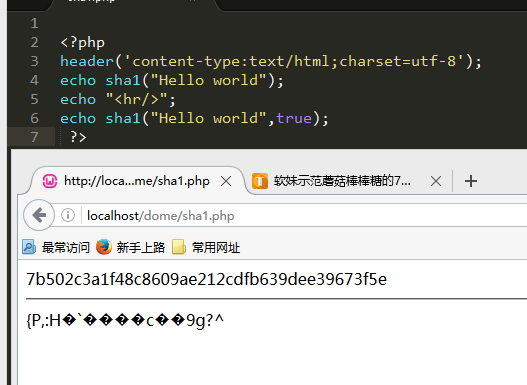 sha1.php
1
2 <?php
3 header('content-type:text/html;charset=utf-8');
4 echo sha1("Hello world");
5 echo "<hr/>";
6 echo sha1("Hello world",true);
7 ?>
http://loca...me/sha1.php
软妹示范蘑菇棒棒糖的7...
localhost/dome/sha1.php
最常访问 新手上路 常用网址
7b502c3a1f48c8609ae212cdfb639dee39673f5e
{P,:H�`����c��9g?^